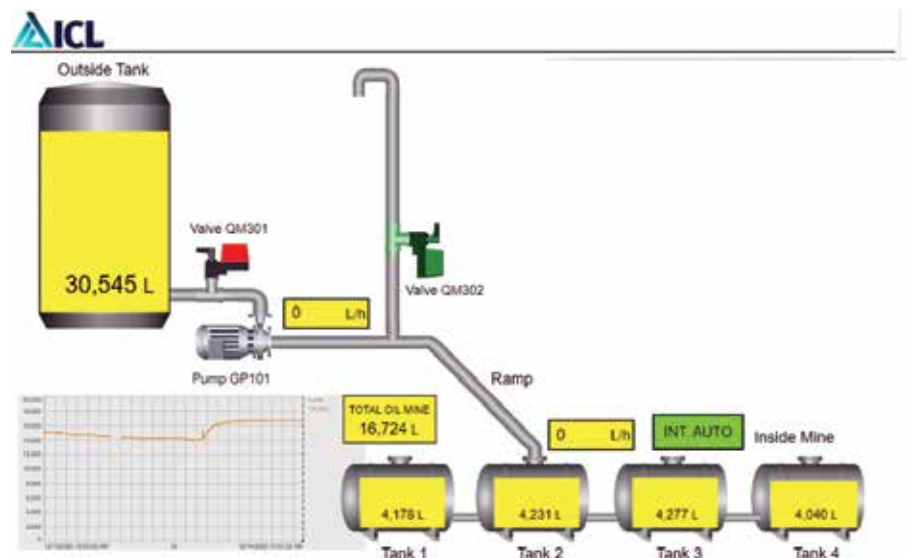 ICL
Outside Tank
Valve QM301
30,545 L
Valve QM302
0 L/h
Pump GP101
Ramp
TOTAL OIL MINE
16,724 L
0 L/h
INT. AUTO
Inside Mine
4,178 L
4,231 L
4,277 L
4,040 L
Tank 1
Tank 2
Tank 3
Tank 4